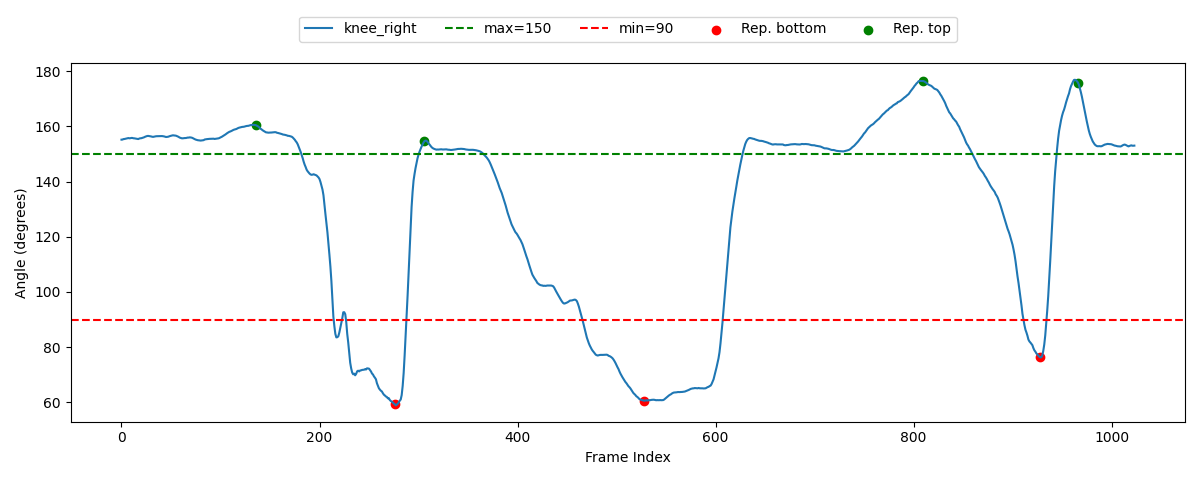 knee_right
max=150
min=90
Rep. bottom
Rep. top
180
160
140
120
100
80
60
Angle (degrees)
0
200
400
600
800
1000
Frame Index